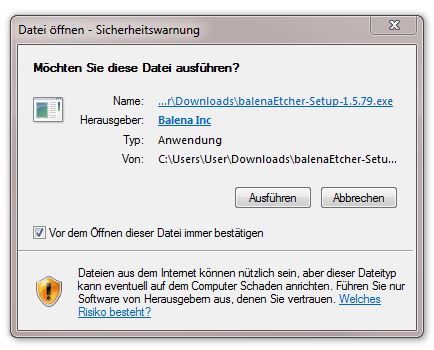 Datei öffnen - Sicherheitswarnung
Möchten Sie diese Datei ausführen?
Name: ...r\Downloads\balenaEtcher-Setup-1.5.79.exe
Herausgeber: Balena Inc
Typ: Anwendung
Von: C:\Users\User\Downloads\balenaEtcher-Setu...
Ausführen Abbrechen
Vor dem Öffnen dieser Datei immer bestätigen
Dateien aus dem Internet können nützlich sein, aber dieser Dateityp
kann eventuell auf dem Computer Schaden anrichten. Führen Sie nur
Software von Herausgebern aus, denen Sie vertrauen. Welches
Risiko besteht?